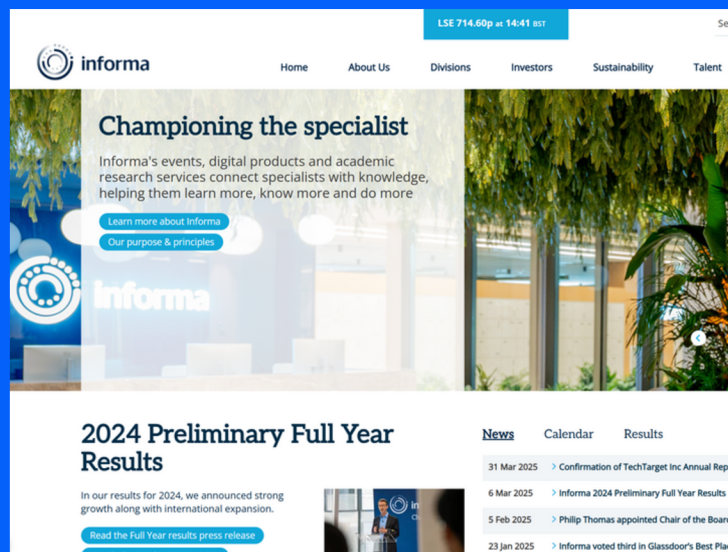 LSE 714.60p at 14:41 BST
informa
Home About Us Divisions Investors Sustainability Talent
Championing the specialist
Informa's events, digital products and academic
research services connect specialists with knowledge,
helping them learn more, know more and do more
Learn more about Informa
Our purpose & principles
informa
2024 Preliminary Full Year
Results
In our results for 2024, we announced strong
growth along with international expansion.
Read the Full Year results press release
in
News Calendar Results
31 Mar 2025 Confirmation of TechTarget Inc Annual Rep
6 Mar 2025 Informa 2024 Preliminary Full Year Results
5 Feb 2025 Philip Thomas appointed Chair of the Board
23 Jan 2025 Informa voted third in Glassdoor's Best Pla